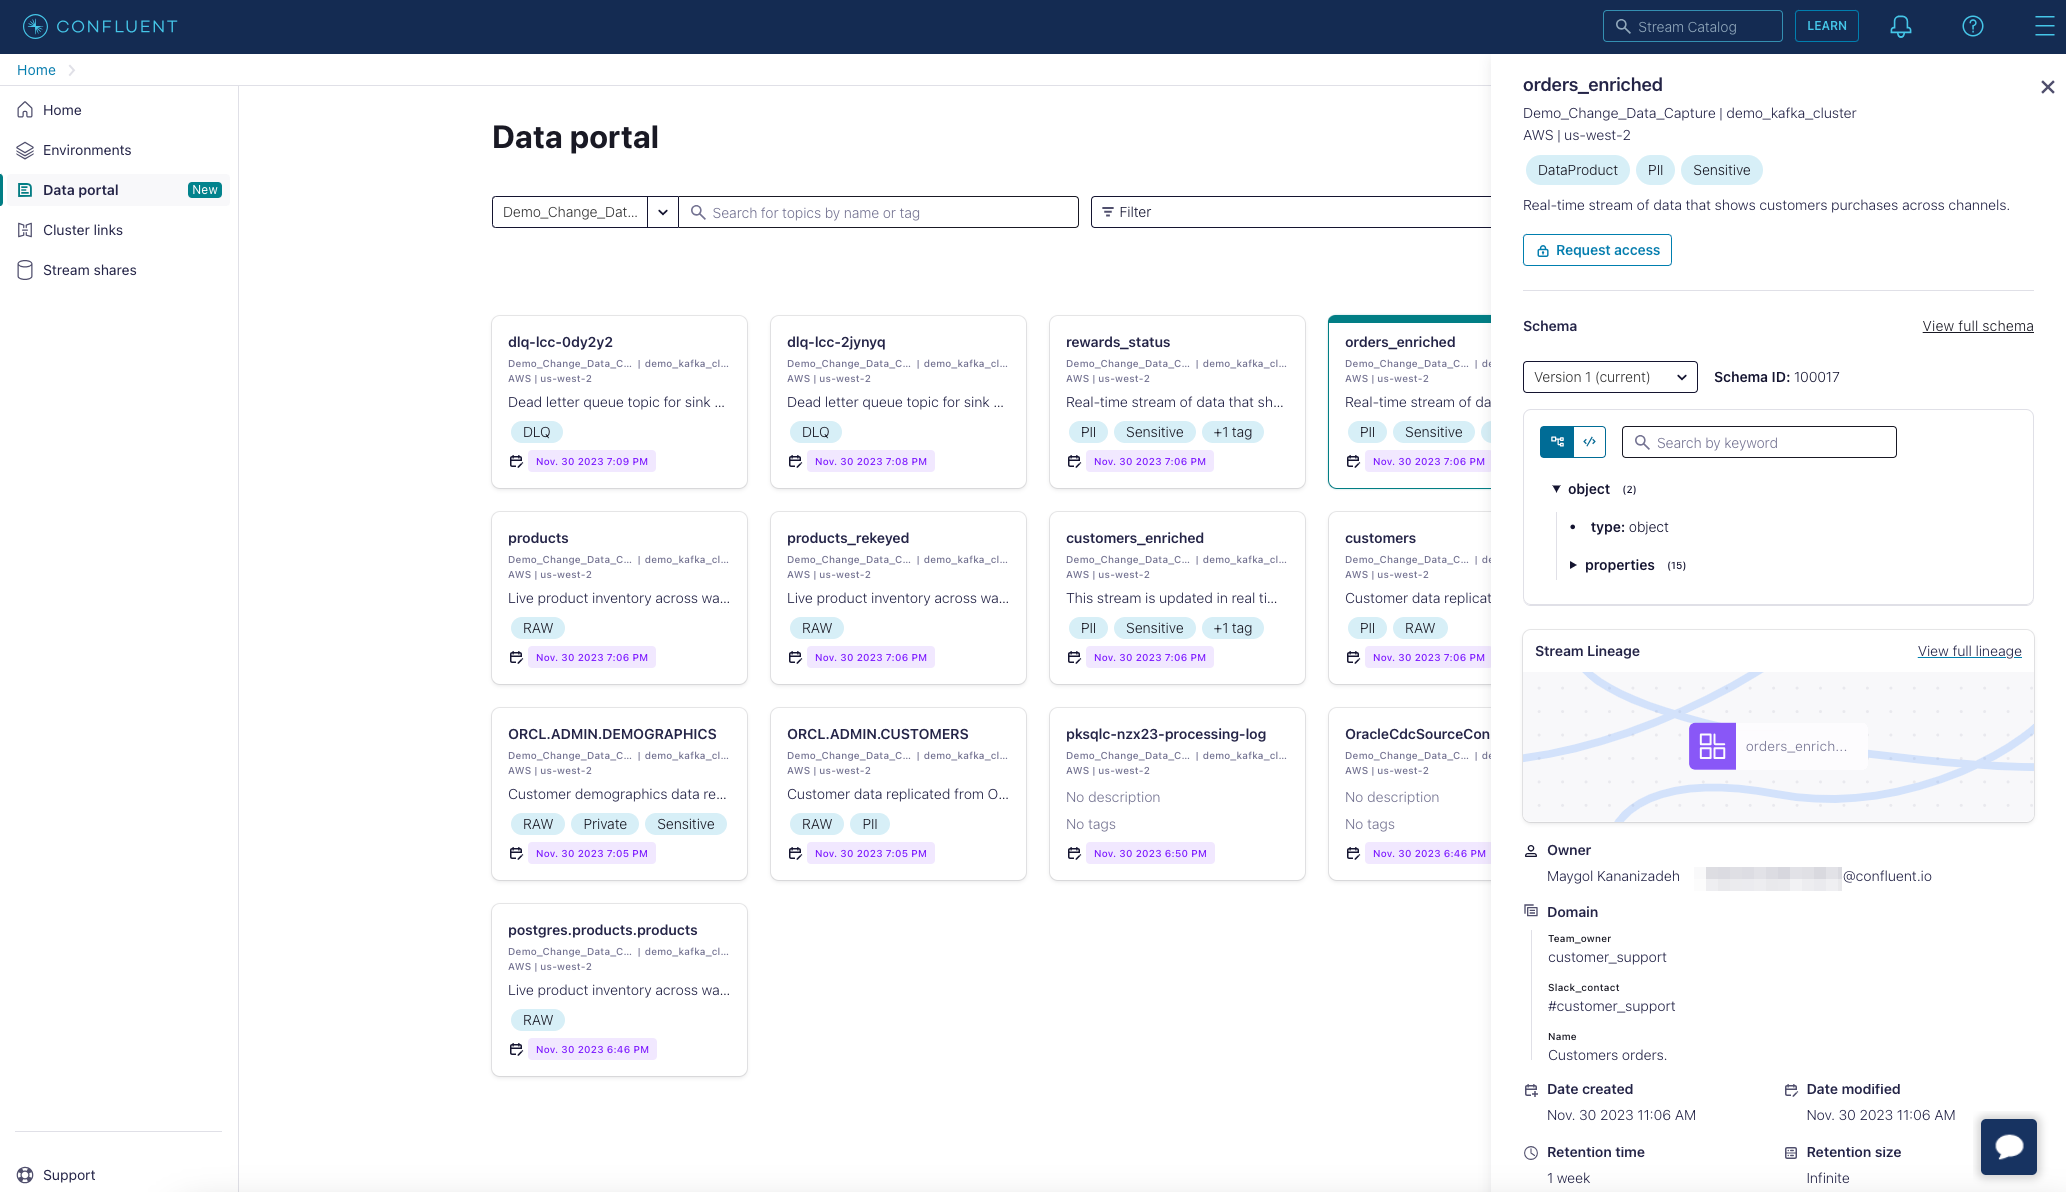 CONFLUENT
Stream Catalog
LEARN
Home
Home
Environments
Data portal
New
Cluster links
Stream shares
Support
Data portal
Demo_Change_Dat...
Search for topics by name or tag
Filter
dlq-lcc-0dy2y2
Demo_Change_Data_C... | demo_kafka_cl...
AWS | us-west-2
Dead letter queue topic for sink ...
DLQ
Nov. 30 2023 7:09 PM
dlq-lcc-2jynyq
Demo_Change_Data_C... | demo_kafka_cl...
AWS | us-west-2
Dead letter queue topic for sink ...
DLQ
Nov. 30 2023 7:08 PM
rewards_status
Demo_Change_Data_C... | demo_kafka_cl...
AWS | us-west-2
Real-time stream of data that sh...
PII Sensitive +1 tag
Nov. 30 2023 7:06 PM
orders_enriched
Demo_Change_Data_C... | de
AWS | us-west-2
Real-time stream of da
PII Sensitive
Nov. 30 2023 7:06 PM
products
Demo_Change_Data_C... | demo_kafka_cl...
AWS | us-west-2
Live product inventory across wa...
RAW
Nov. 30 2023 7:06 PM
products_rekeyed
Demo_Change_Data_C... | demo_kafka_cl...
AWS | us-west-2
Live product inventory across wa...
RAW
Nov. 30 2023 7:06 PM
customers_enriched
Demo_Change_Data_C... | demo_kafka_cl...
AWS | us-west-2
This stream is updated in real ti...
PII Sensitive +1 tag
Nov. 30 2023 7:06 PM
customers
Demo_Change_Data_C... | de
AWS | us-west-2
Customer data replicat
PII RAW
Nov. 30 2023 7:06 PM
ORCL.ADMIN.DEMOGRAPHICS
Demo_Change_Data_C... | demo_kafka_cl...
AWS | us-west-2
Customer demographics data re...
RAW Private Sensitive
Nov. 30 2023 7:05 PM
ORCL.ADMIN.CUSTOMERS
Demo_Change_Data_C... | demo_kafka_cl...
AWS | us-west-2
Customer data replicated from O...
RAW PII
Nov. 30 2023 7:05 PM
pksqlc-nzx23-processing-log
Demo_Change_Data_C... | demo_kafka_cl...
AWS | us-west-2
No description
No tags
Nov. 30 2023 6:50 PM
OracleCdcSourceCon
Demo_Change_Data_C... | de
AWS | us-west-2
No description
No tags
Nov. 30 2023 6:46 PM
postgres.products.products
Demo_Change_Data_C... | demo_kafka_cl...
AWS | us-west-2
Live product inventory across wa...
RAW
Nov. 30 2023 6:46 PM
orders_enriched
Demo_Change_Data_Capture | demo_kafka_cluster
AWS | us-west-2
DataProduct PII Sensitive
Real-time stream of data that shows customers purchases across channels.
Request access
Schema
View full schema
Version 1 (current)
Schema ID: 100017
Search by keyword
object (2)
type: object
properties (15)
Stream Lineage
View full lineage
orders_enrich...
Owner
Maygol Kananizadeh @confluent.io
Domain
Team_owner
customer_support
Slack_contact
#customer_support
Name
Customers orders.
Date created
Nov. 30 2023 11:06 AM
Date modified
Nov. 30 2023 11:06 AM
Retention time
1 week
Retention size
Infinite